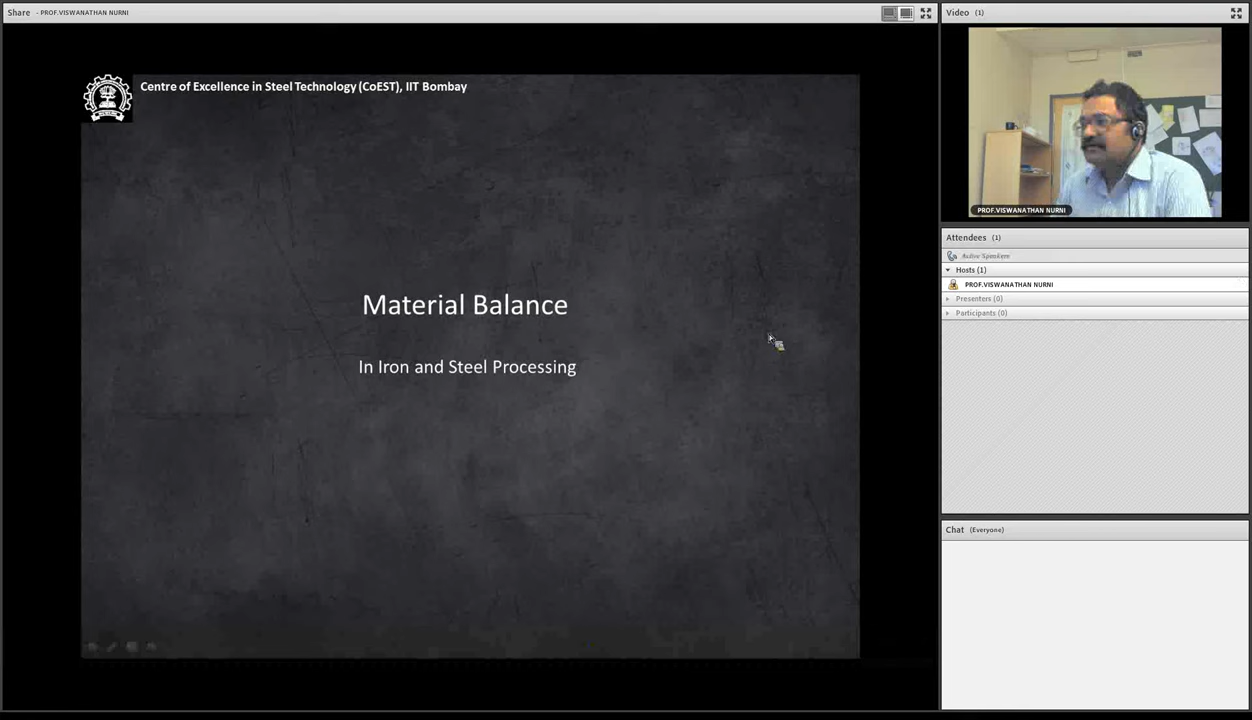 Share - PROF.VISWANATHAN NURNI
Centre of Excellence in Steel Technology (CoEST), IIT Bombay
Material Balance
In Iron and Steel Processing
Video (1)
PROF.VISWANATHAN NURNI
Attendees (1)
Active Speakers
Hosts (1)
PROF.VISWANATHAN NURNI
Presenters (0)
Participants (0)
Chat (Everyone)